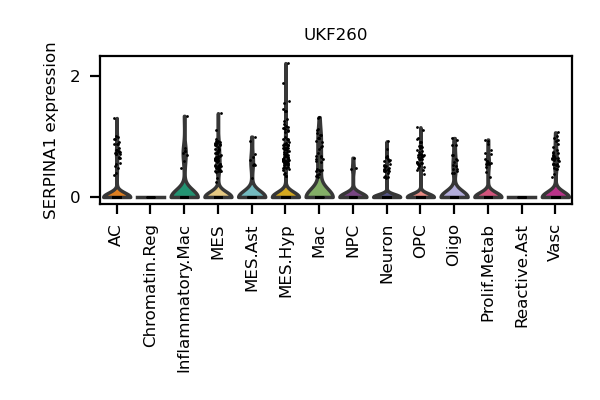 UKF260
SERPINA1 expression
2
0
AC
Chromatin.Reg
Inflammatory.Mac
MES
MES.Ast
MES.Hyp
Mac
NPC
Neuron
OPC
Oligo
Prolif.Metab
Reactive.Ast
Vasc